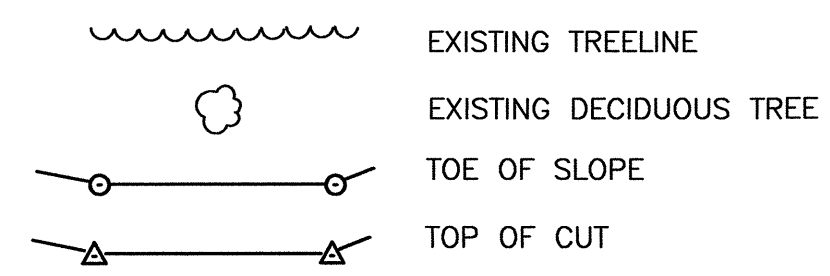 EXISTING TREELINE
EXISTING DECIDUOUS TREE
TOE OF SLOPE
TOP OF CUT